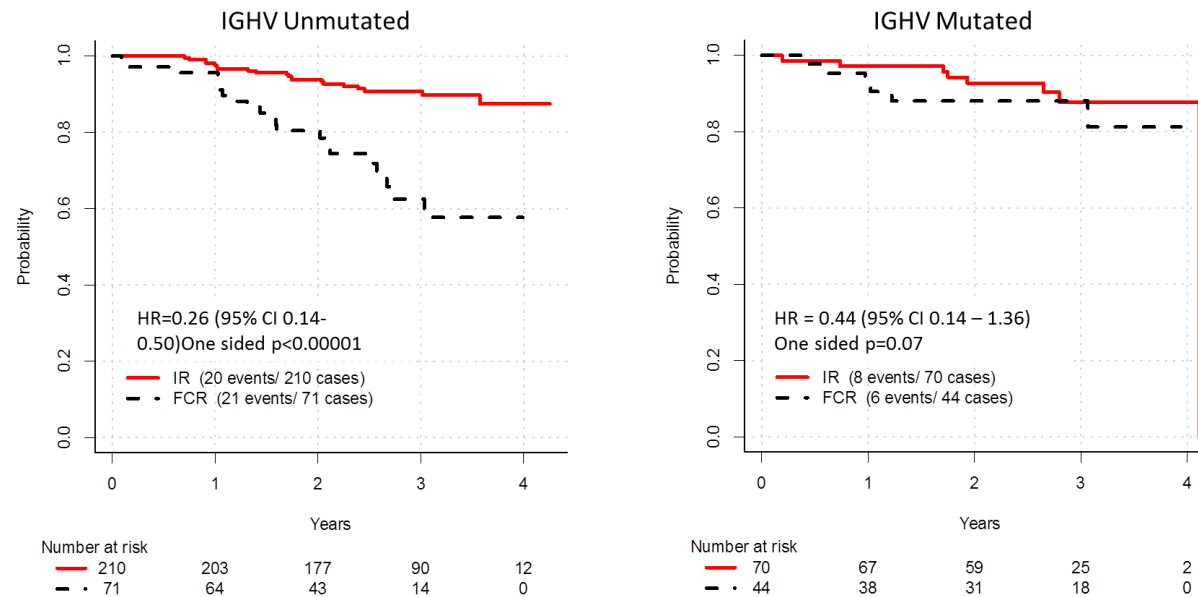 IGHV Unmutated
Probability
1.0
0.8
0.6
0.4
0.2
0.0
HR=0.26 (95% CI 0.14-
0.50)One sided p<0.00001
IR (20 events/ 210 cases)
FCR (21 events/ 71 cases)
0 1 2 3 4
Years
Number at risk
210 203 177 90 12
71 64 43 14 0
IGHV Mutated
Probability
1.0
0.8
0.6
0.4
0.2
0.0
HR = 0.44 (95% CI 0.14 – 1.36)
One sided p=0.07
IR (8 events/ 70 cases)
FCR (6 events/ 44 cases)
0 1 2 3 4
Years
Number at risk
70 67 59 25 2
44 38 31 18 0